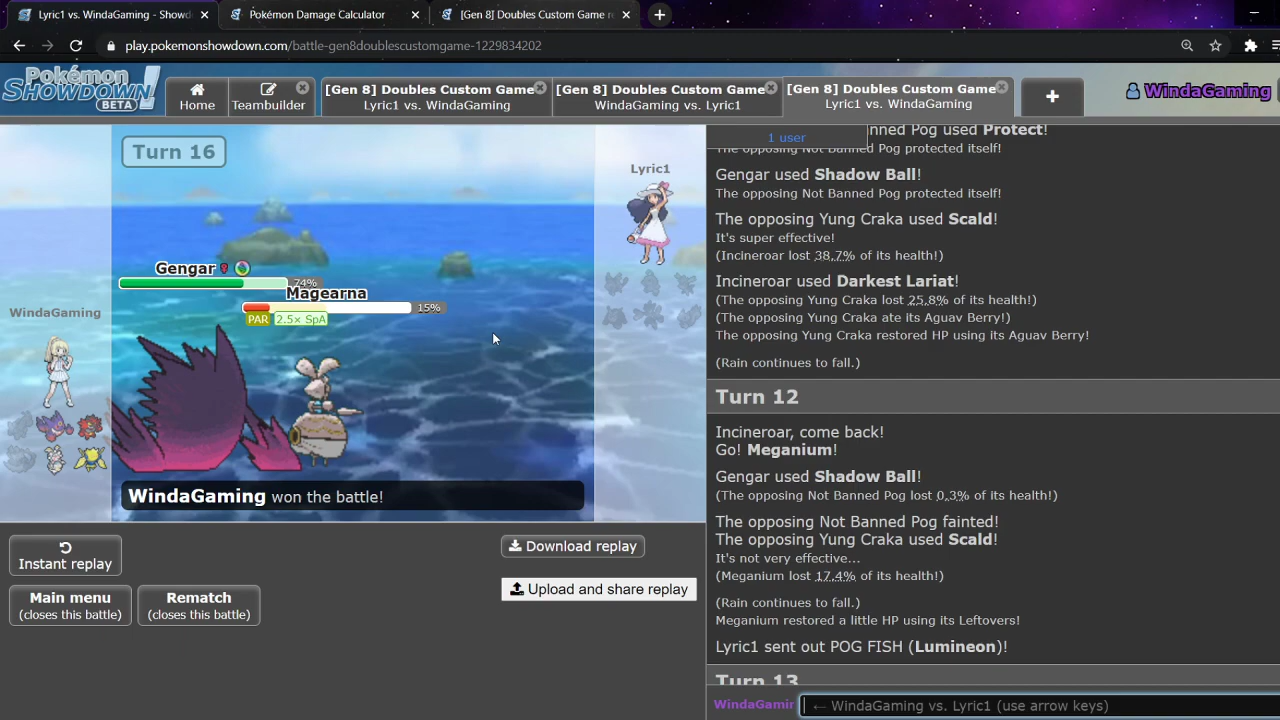 Lyric1 vs. WindaGaming - Showd
Pokémon Damage Calculator
[Gen 8] Doubles Custom Game re
play.pokemonshowdown.com/battle-gen8doublescustomgame-1229834202
Pokémon
Showdown!
BETA
Home
Teambuilder
[Gen 8] Doubles Custom Game
Lyric1 vs. WindaGaming
[Gen 8] Doubles Custom Game
WindaGaming vs. Lyric1
[Gen 8] Doubles Custom Game
Lyric1 vs. WindaGaming
WindaGaming
Turn 16
Lyric1
WindaGaming
Gengar
74%
Magearna
15%
PAR 2.5× SpA
WindaGaming won the battle!
Instant replay
Download replay
Upload and share replay
Main menu
(closes this battle)
Rematch
(closes this battle)
1 user
nned Pog used Protect!
The opposing Not Banned Pog protected itself!
Gengar used Shadow Ball!
The opposing Not Banned Pog protected itself!
The opposing Yung Craka used Scald!
It's super effective!
(Incineroar lost 38.7% of its health!)
Incineroar used Darkest Lariat!
(The opposing Yung Craka lost 25.8% of its health!)
(The opposing Yung Craka ate its Aguav Berry!)
The opposing Yung Craka restored HP using its Aguav Berry!
(Rain continues to fall.)
Turn 12
Incineroar, come back!
Go! Meganium!
Gengar used Shadow Ball!
(The opposing Not Banned Pog lost 0.3% of its health!)
The opposing Not Banned Pog fainted!
The opposing Yung Craka used Scald!
It's not very effective...
(Meganium lost 17.4% of its health!)
(Rain continues to fall.)
Meganium restored a little HP using its Leftovers!
Lyric1 sent out POG FISH (Lumineon)!
Turn 13
WindaGamin
← WindaGaming vs. Lyric1 (use arrow keys)